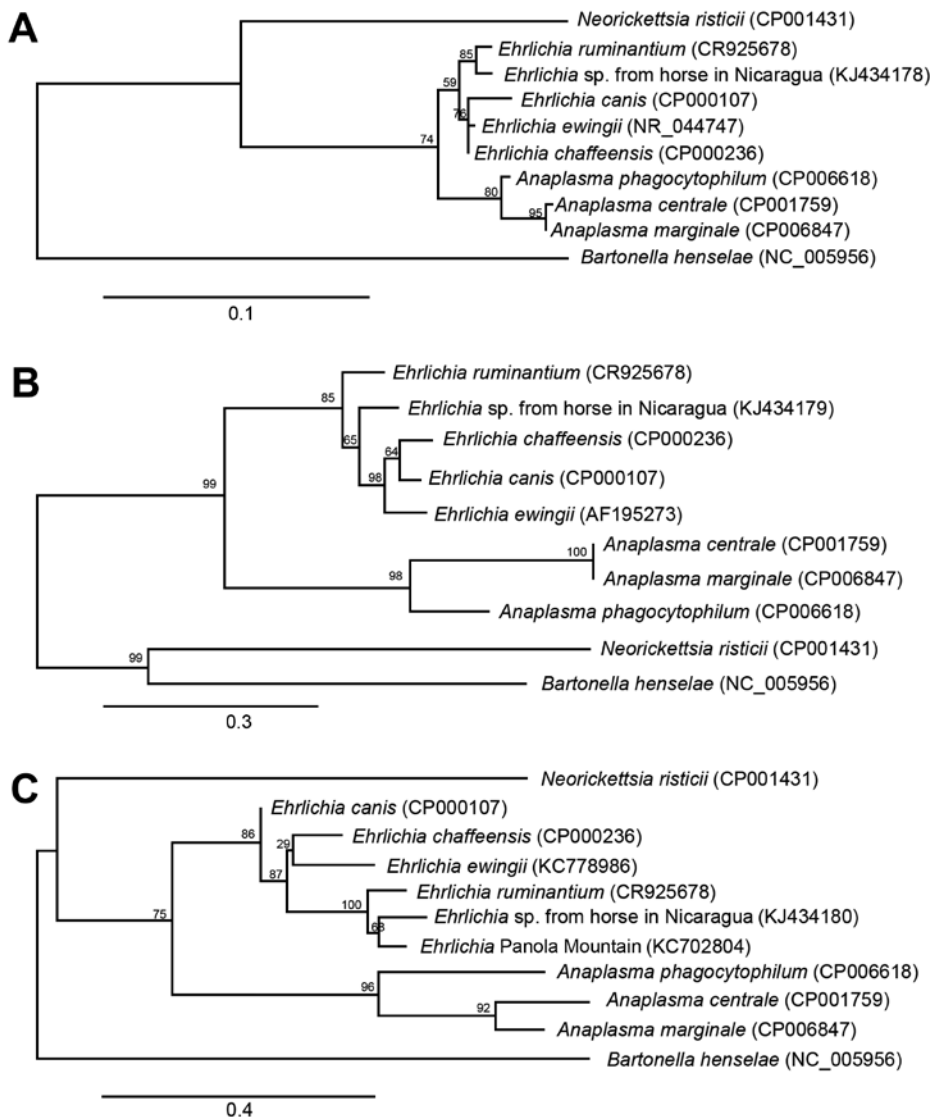 A
Neorickettsia risticii (CP001431)
85
Ehrlichia ruminantium (CR925678)
Ehrlichia sp. from horse in Nicaragua (KJ434178)
59
Ehrlichia canis (CP000107)
76
Ehrlichia ewingii (NR_044747)
74
Ehrlichia chaffeensis (CP000236)
80
Anaplasma phagocytophilum (CP006618)
95
Anaplasma centrale (CP001759)
Anaplasma marginale (CP006847)
Bartonella henselae (NC_005956)
0.1
B
Ehrlichia ruminantium (CR925678)
85
Ehrlichia sp. from horse in Nicaragua (KJ434179)
65
Ehrlichia chaffeensis (CP000236)
64
98
Ehrlichia canis (CP000107)
99
Ehrlichia ewingii (AF195273)
Anaplasma centrale (CP001759)
100
Anaplasma marginale (CP006847)
98
Anaplasma phagocytophilum (CP006618)
Neorickettsia risticii (CP001431)
99
Bartonella henselae (NC_005956)
0.3
C
Neorickettsia risticii (CP001431)
Ehrlichia canis (CP000107)
86
Ehrlichia chaffeensis (CP000236)
29
Ehrlichia ewingii (KC778986)
87
Ehrlichia ruminantium (CR925678)
100
Ehrlichia sp. from horse in Nicaragua (KJ434180)
75
68
Ehrlichia Panola Mountain (KC702804)
Anaplasma phagocytophilum (CP006618)
96
Anaplasma centrale (CP001759)
92
Anaplasma marginale (CP006847)
Bartonella henselae (NC_005956)
0.4